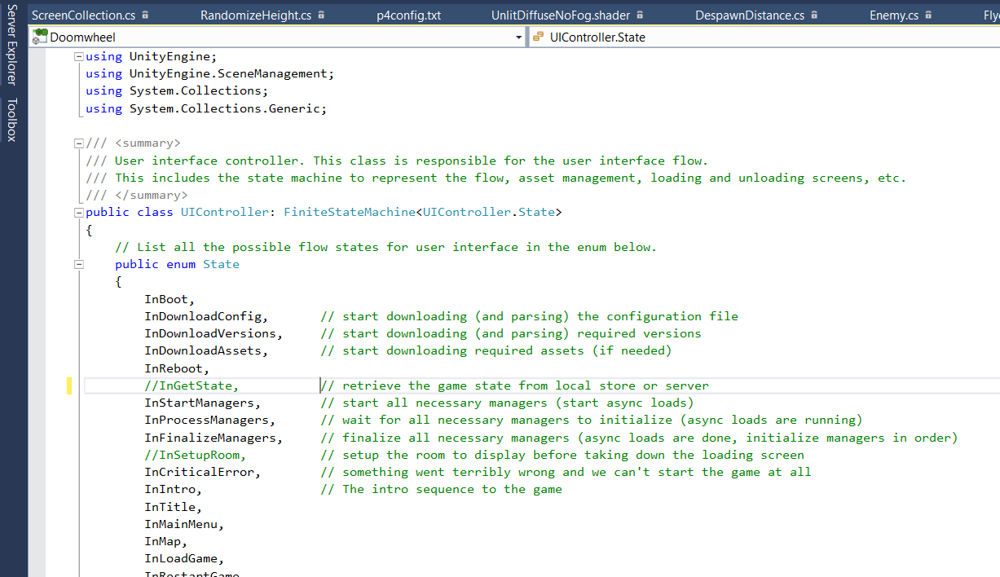 ScreenCollection.cs RandomizeHeight.cs p4config.txt UnlitDiffuseNoFog.shader DespawnDistance.cs Enemy.cs Flye
Server Explorer
Toolbox
Doomwheel UIController.State
using UnityEngine;
using UnityEngine.SceneManagement;
using System.Collections;
using System.Collections.Generic;
/// <summary>
/// User interface controller. This class is responsible for the user interface flow.
/// This includes the state machine to represent the flow, asset management, loading and unloading screens, etc.
/// </summary>
public class UIController: FiniteStateMachine<UIController.State>
{
// List all the possible flow states for user interface in the enum below.
public enum State
{
InBoot,
InDownloadConfig, // start downloading (and parsing) the configuration file
InDownloadVersions, // start downloading (and parsing) required versions
InDownloadAssets, // start downloading required assets (if needed)
InReboot,
//InGetState, // retrieve the game state from local store or server
InStartManagers, // start all necessary managers (start async loads)
InProcessManagers, // wait for all necessary managers to initialize (async loads are running)
InFinalizeManagers, // finalize all necessary managers (async loads are done, initialize managers in order)
//InSetupRoom, // setup the room to display before taking down the loading screen
InCriticalError, // something went terribly wrong and we can't start the game at all
InIntro, // The intro sequence to the game
InTitle,
InMainMenu,
InMap,
InLoadGame,
InRestartGame